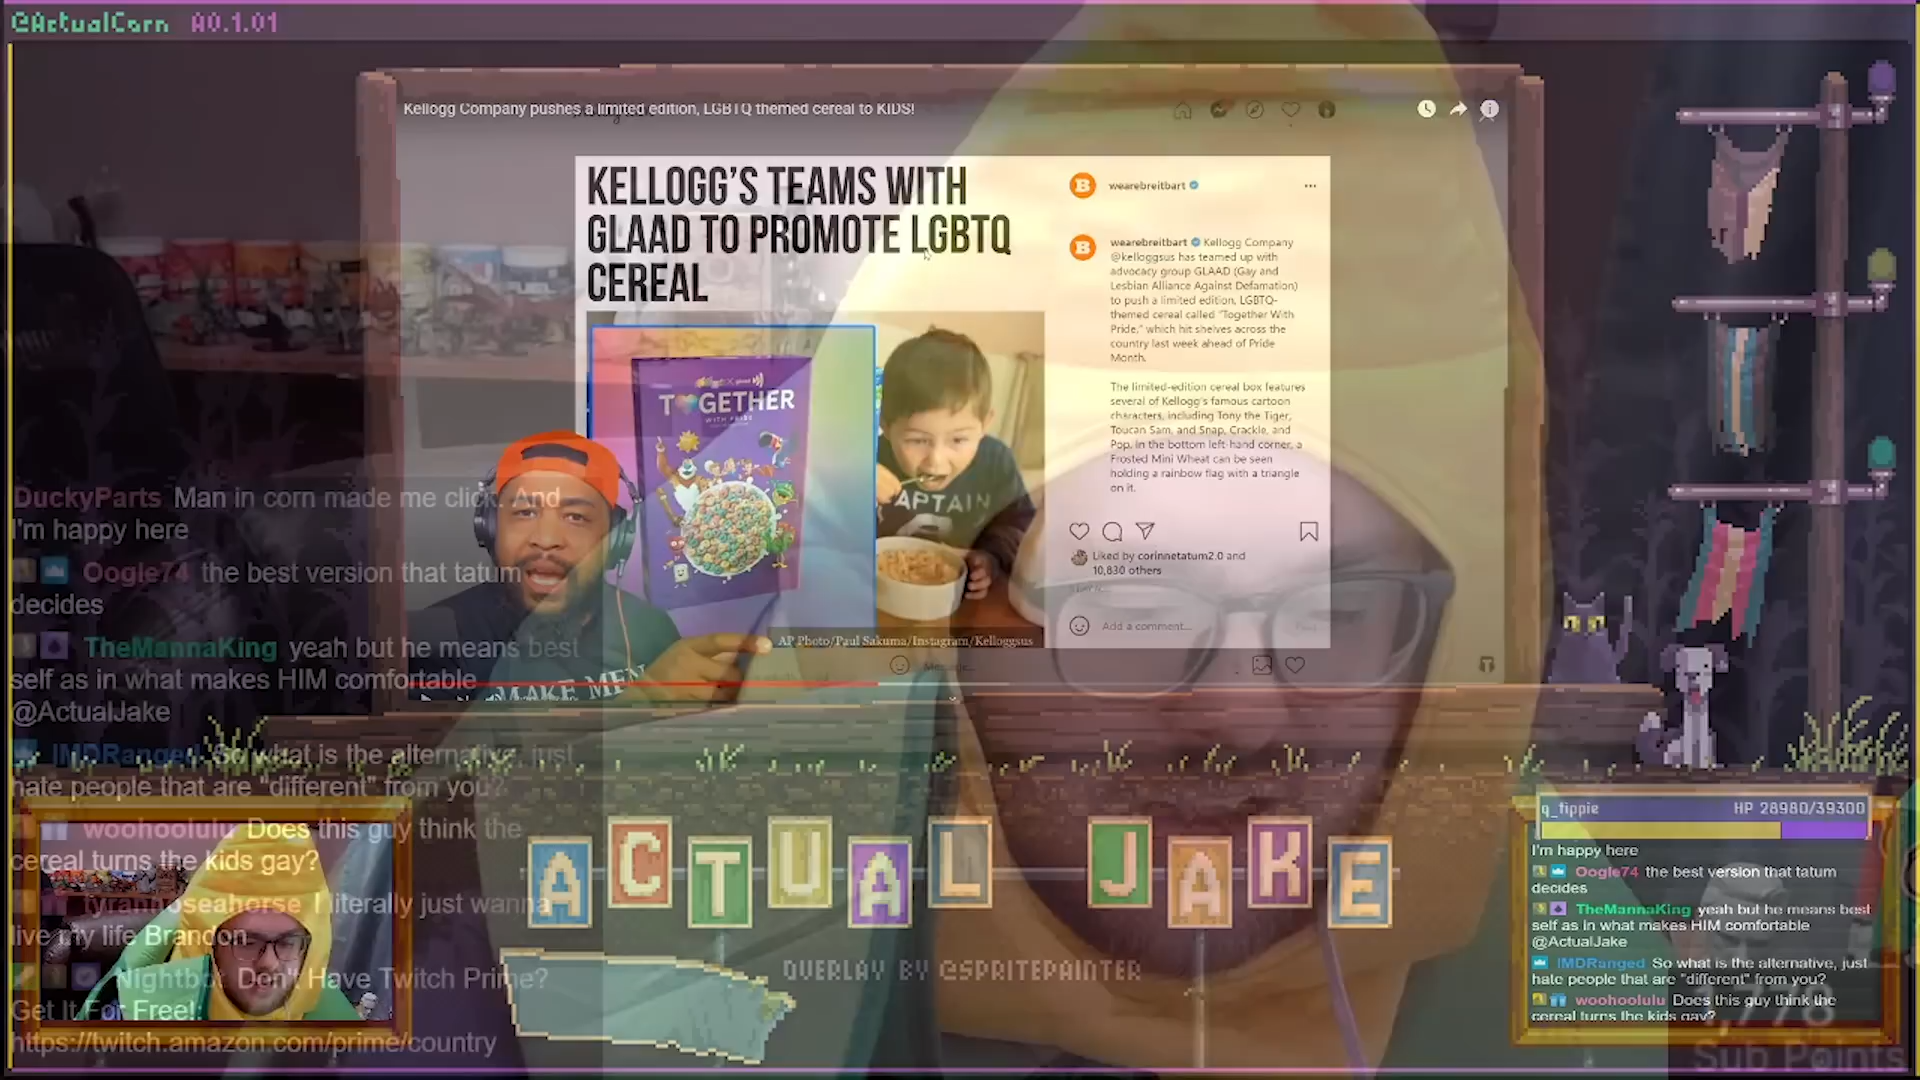 @ActualCorn A0.1.01
Kellogg Company pushes a limited edition, LGBTQ themed cereal to KIDS!
KELLOGG'S TEAMS WITH
GLAAD TO PROMOTE LGBTQ
CEREAL
TOGETHER
WITH PRIDE
APTAIN
MAKE MEN
AP Photo/Paul Sakuma/Instagram/Kelloggsus
wearebreitbart
wearebreitbart Kellogg Company
@kelloggsus has teamed up with
advocacy group GLAAD (Gay and
Lesbian Alliance Against Defamation)
to push a limited edition, LGBTQ-
themed cereal called "Together With
Pride," which hit shelves across the
country last week ahead of Pride
Month.
The limited-edition cereal box features
several of Kellogg's famous cartoon
characters, including Tony the Tiger,
Toucan Sam, and Snap, Crackle, and
Pop. In the bottom left-hand corner, a
Frosted Mini Wheat can be seen
holding a rainbow flag with a triangle
on it.
Liked by corinnetatum2.0 and
10,830 others
Add a comment...
Message...
DuckyParts Man in corn made me click. And
I'm happy here
Oogle74 the best version that tatum
decides
TheMannaKing yeah but he means best
self as in what makes HIM comfortable
@ActualJake
IMDRanged So what is the alternative, just
hate people that are "different" from you?
woohoolulu Does this guy think the
cereal turns the kids gay?
tyrannoseahorse I literally just wanna
live my life Brandon
Nightbot Don't Have Twitch Prime?
Get It For Free!:
https://twitch.amazon.com/prime/country
ACTUAL JAKE
OVERLAY BY @SPRITEPAINTER
q_tippie HP 28980/39300
I'm happy here
Oogle74 the best version that tatum
decides
TheMannaKing yeah but he means best
self as in what makes HIM comfortable
@ActualJake
IMDRanged So what is the alternative, just
hate people that are "different" from you?
woohoolulu Does this guy think the
cereal turns the kids gay?
1,778
Sub Points